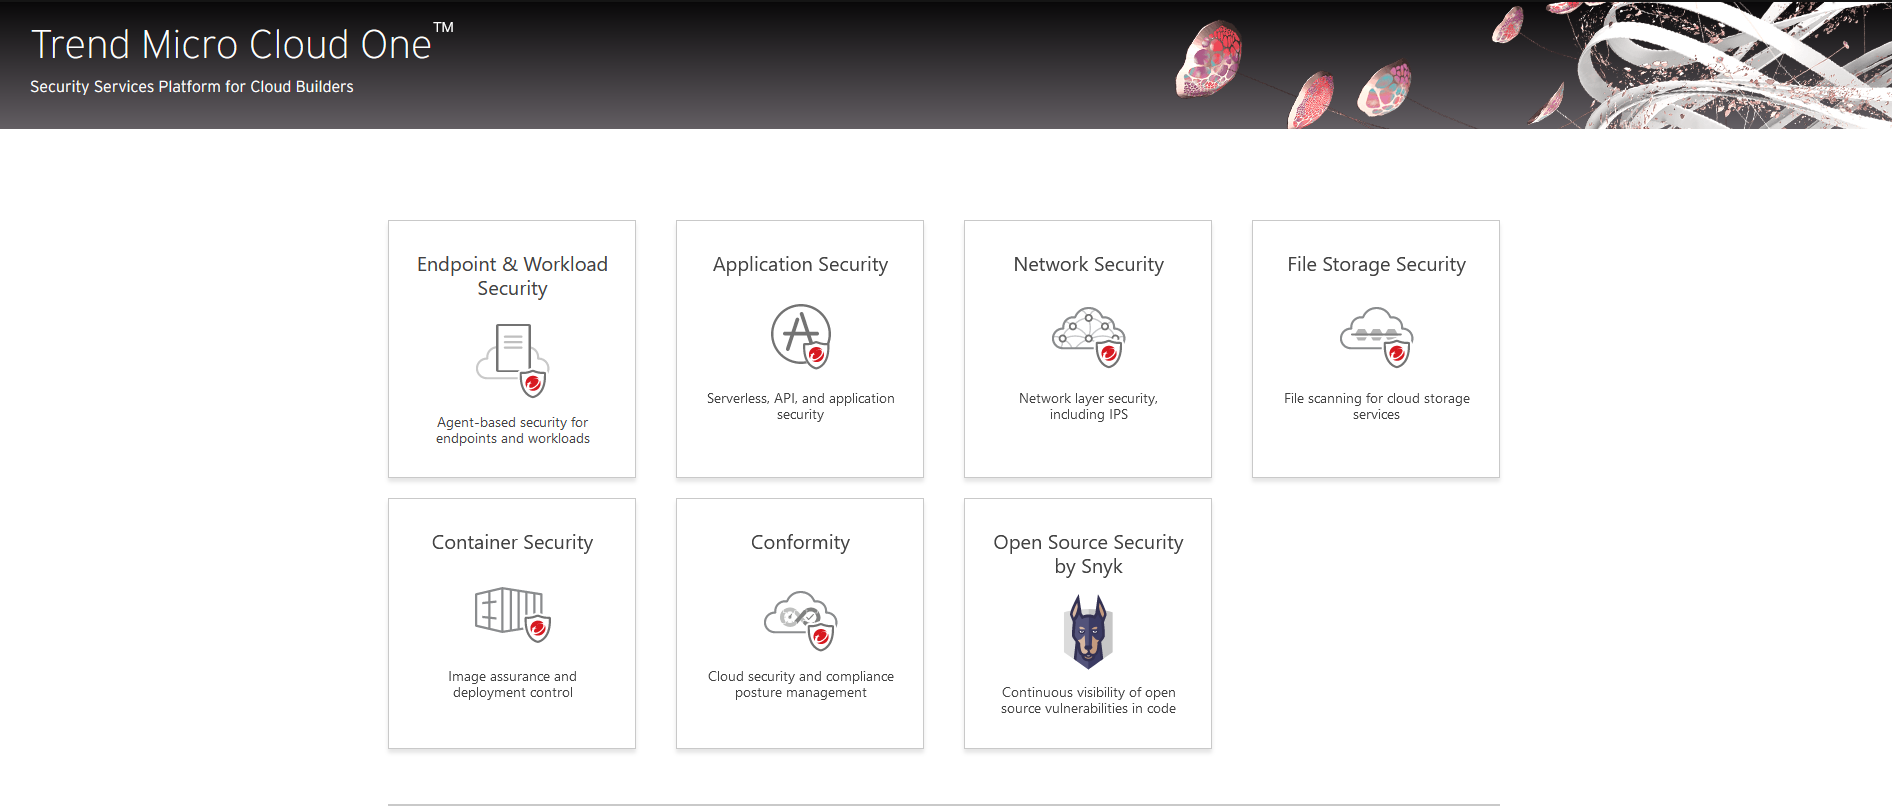 Trend Micro Cloud One™
Security Services Platform for Cloud Builders
Endpoint & Workload
Security
Agent-based security for
endpoints and workloads
Application Security
Serverless, API, and application
security
Network Security
Network layer security,
including IPS
File Storage Security
File scanning for cloud storage
services
Container Security
Image assurance and
deployment control
Conformity
Cloud security and compliance
posture management
Open Source Security
by Snyk
Continuous visibility of open
source vulnerabilities in code